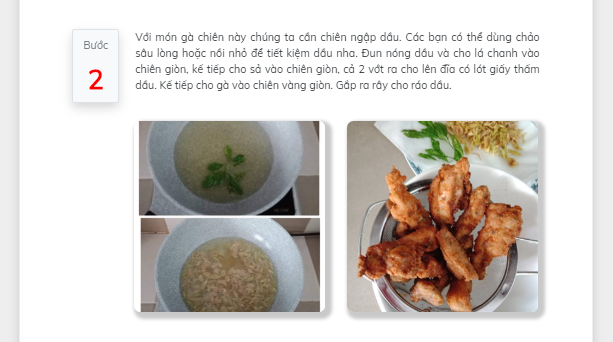 Bước
2
Với món gà chiên này chúng ta cần chiên ngập dầu. Các bạn có thể dùng chảo
sâu lòng hoặc nồi nhỏ để tiết kiệm dầu nha. Đun nóng dầu và cho lá chanh vào
chiên giòn, kế tiếp cho sả vào chiên giòn, cả 2 vớt ra cho lên đĩa có lót giấy thấm
dầu. Kế tiếp cho gà vào chiên vàng giòn. Gắp ra rây cho ráo dầu.